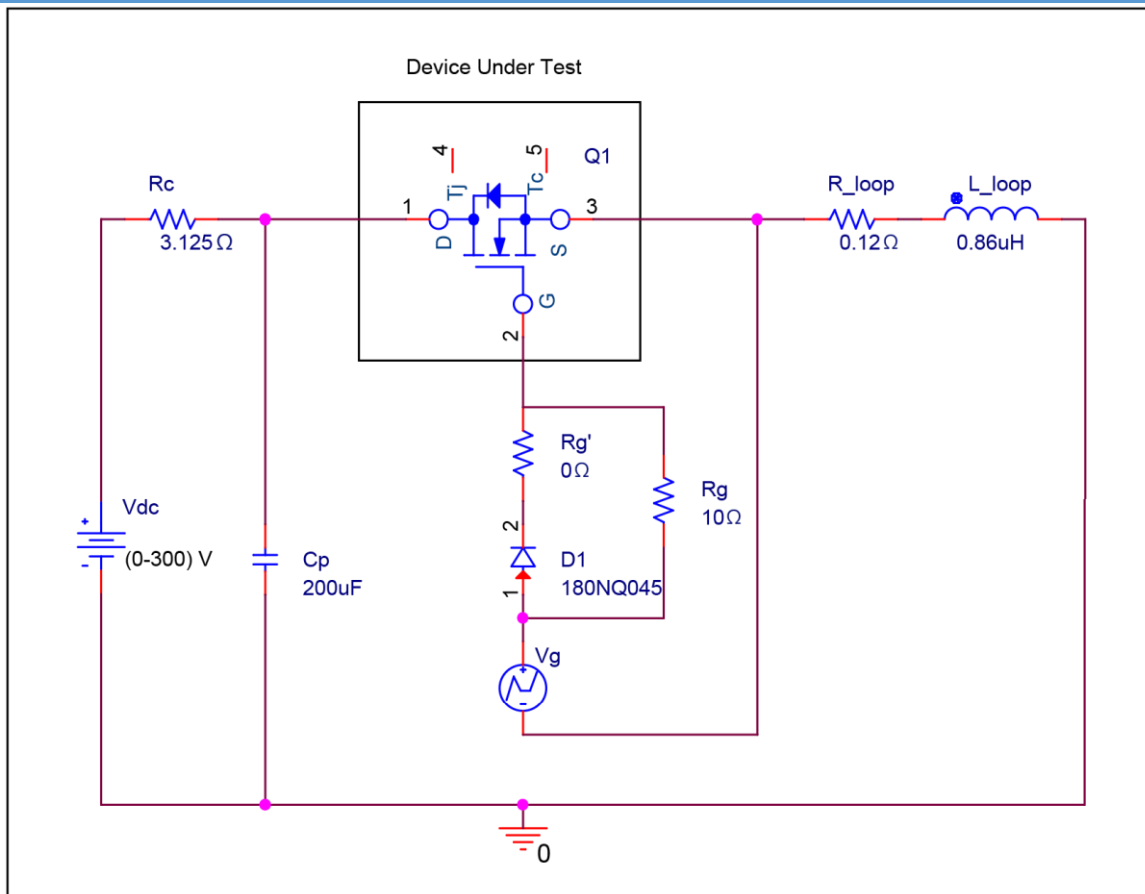 Device Under Test
4
5
Q1
Tj
Tc
Rc
3.125Ω
1
D
S
3
R_loop
0.12Ω
L_loop
0.86uH
G
2
Rg'
0Ω
Rg
10Ω
Vdc
+
-
(0-300) V
Cp
200uF
2
D1
180NQ045
1
Vg
+
-
0